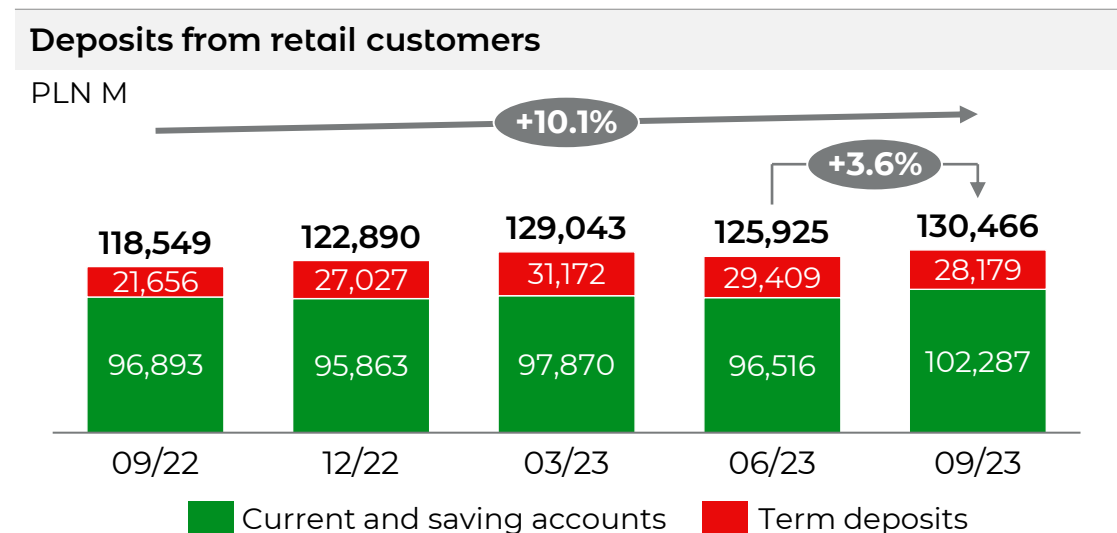 Deposits from retail customers
PLN M
+10.1%
+3.6%
118,549 122,890 129,043 125,925 130,466
21,656 27,027 31,172 29,409 28,179
96,893 95,863 97,870 96,516 102,287
09/22 12/22 03/23 06/23 09/23
Current and saving accounts Term deposits